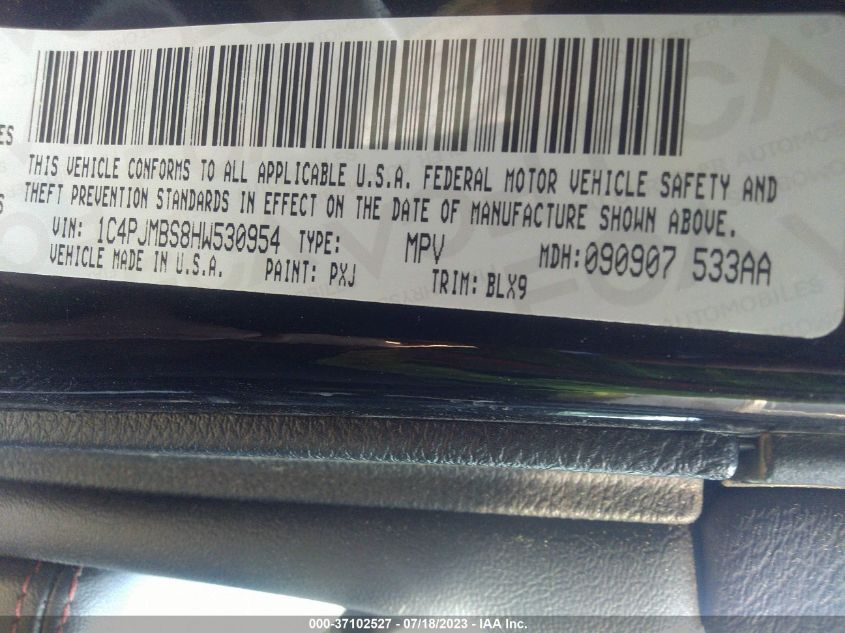 ES
THIS VEHICLE CONFORMS TO ALL APPLICABLE U.S.A. FEDERAL MOTOR VEHICLE SAFETY AND
THEFT PREVENTION STANDARDS IN EFFECT ON THE DATE OF MANUFACTURE SHOWN ABOVE.
S
VIN: 1C4PJMBS8HW530954 TYPE: MPV MDH:090907 533AA
VEHICLE MADE IN U.S.A. PAINT: PXJ TRIM: BLX9
AUTOMOBILES
000-37102527 - 07/18/2023 - IAA Inc.